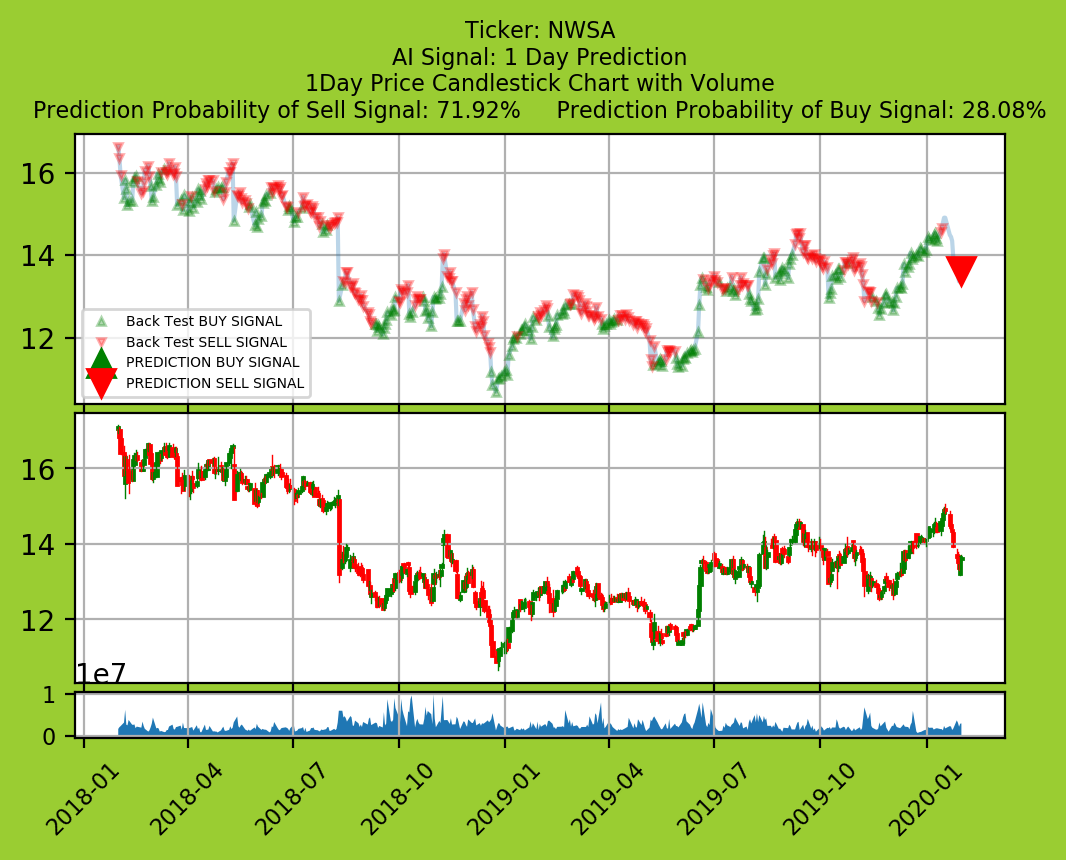 Ticker: NWSA
AI Signal: 1 Day Prediction
1Day Price Candlestick Chart with Volume
Prediction Probability of Sell Signal: 71.92% Prediction Probability of Buy Signal: 28.08%
16
14
12
Back Test BUY SIGNAL
Back Test SELL SIGNAL
PREDICTION BUY SIGNAL
PREDICTION SELL SIGNAL
16
14
12
1e7
1
0
2018-01 2018-04 2018-07 2018-10 2019-01 2019-04 2019-07 2019-10 2020-01